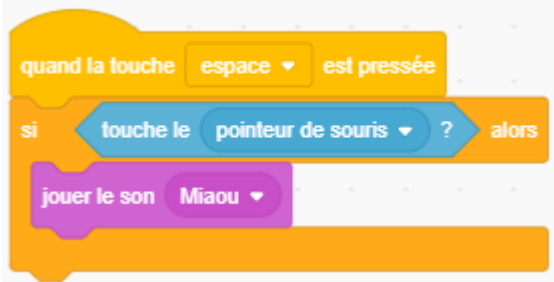 quand la touche espace est pressée
si touche le pointeur de souris ? alors
jouer le son Miaou